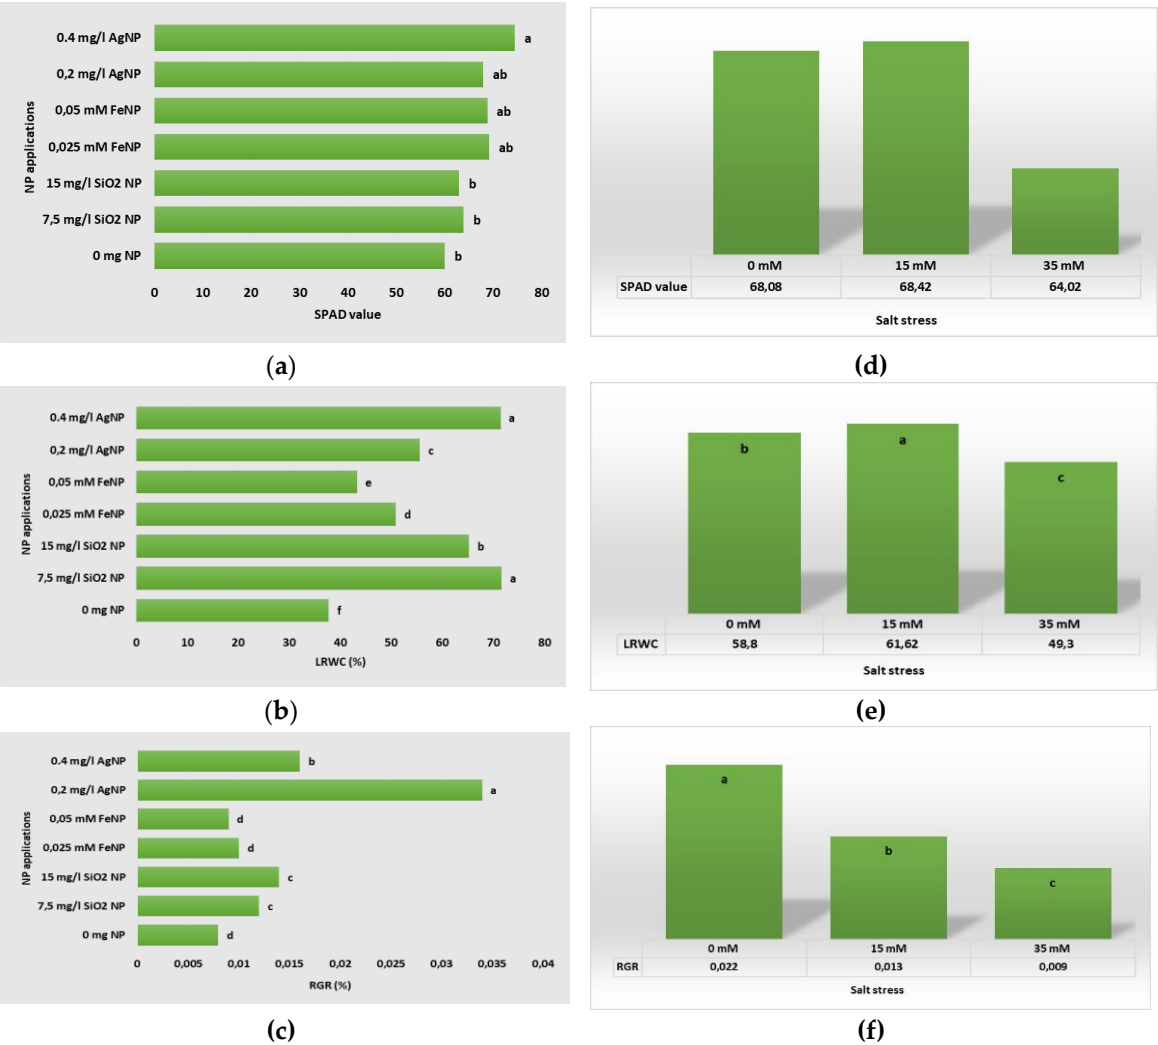 NP applications
0.4 mg/l AgNP a
0,2 mg/l AgNP ab
0,05 mM FeNP ab
0,025 mM FeNP ab
15 mg/l SiO2 NP b
7,5 mg/l SiO2 NP b
0 mg NP b
0 10 20 30 40 50 60 70 80
SPAD value
(a)
0 mM 15 mM 35 mM
SPAD value 68,08 68,42 64,02
Salt stress
(d)
NP applications
0.4 mg/l AgNP a
0,2 mg/l AgNP c
0,05 mM FeNP e
0,025 mM FeNP d
15 mg/l SiO2 NP b
7,5 mg/l SiO2 NP a
0 mg NP f
0 10 20 30 40 50 60 70 80
LRWC (%)
(b)
b a c
0 mM 15 mM 35 mM
LRWC 58,8 61,62 49,3
Salt stress
(e)
NP applications
0.4 mg/l AgNP b
0,2 mg/l AgNP a
0,05 mM FeNP d
0,025 mM FeNP d
15 mg/l SiO2 NP c
7,5 mg/l SiO2 NP c
0 mg NP d
0 0,005 0,01 0,015 0,02 0,025 0,03 0,035 0,04
RGR (%)
(c)
a b c
0 mM 15 mM 35 mM
RGR 0,022 0,013 0,009
Salt stress
(f)